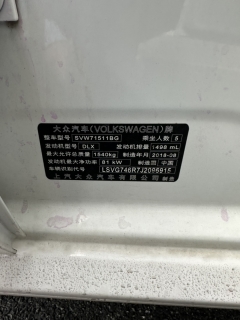 大众汽车(VOLKSWAGEN)牌
整车型号 SVW71511BG 乘坐人数 5
发动机型号 DLX 发动机排量 1498 mL
最大允许总质量 1540kg 制造年月 2018-08
发动机最大净功率 81 kW 制造国 中国
车辆识别代号 LSVG746R7J2086915
上汽大众汽车有限公司